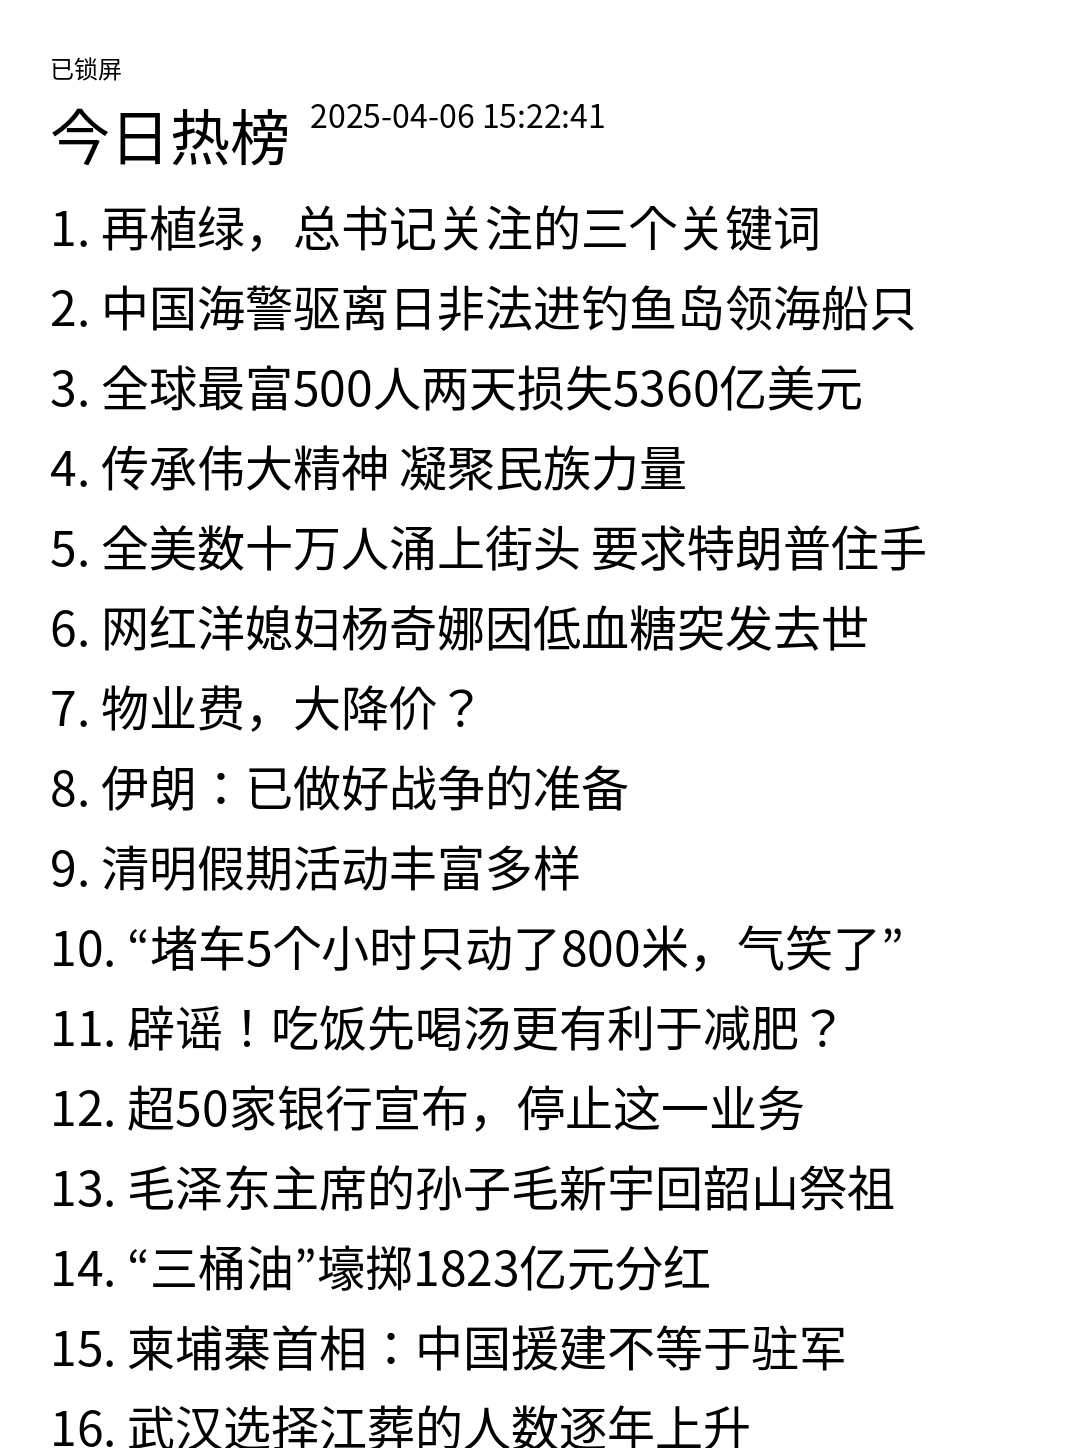 已锁屏
今日热榜 2025-04-06 15:22:41
1. 再植绿，总书记关注的三个关键词
2. 中国海警驱离日非法进钓鱼岛领海船只
3. 全球最富500人两天损失5360亿美元
4. 传承伟大精神 凝聚民族力量
5. 全美数十万人涌上街头 要求特朗普住手
6. 网红洋媳妇杨奇娜因低血糖突发去世
7. 物业费，大降价？
8. 伊朗：已做好战争的准备
9. 清明假期活动丰富多样
10. “堵车5个小时只动了800米，气笑了”
11. 辟谣！吃饭先喝汤更有利于减肥？
12. 超50家银行宣布，停止这一业务
13. 毛泽东主席的孙子毛新宇回韶山祭祖
14. “三桶油”壕掷1823亿元分红
15. 柬埔寨首相：中国援建不等于驻军
16. 武汉选择江葬的人数逐年上升